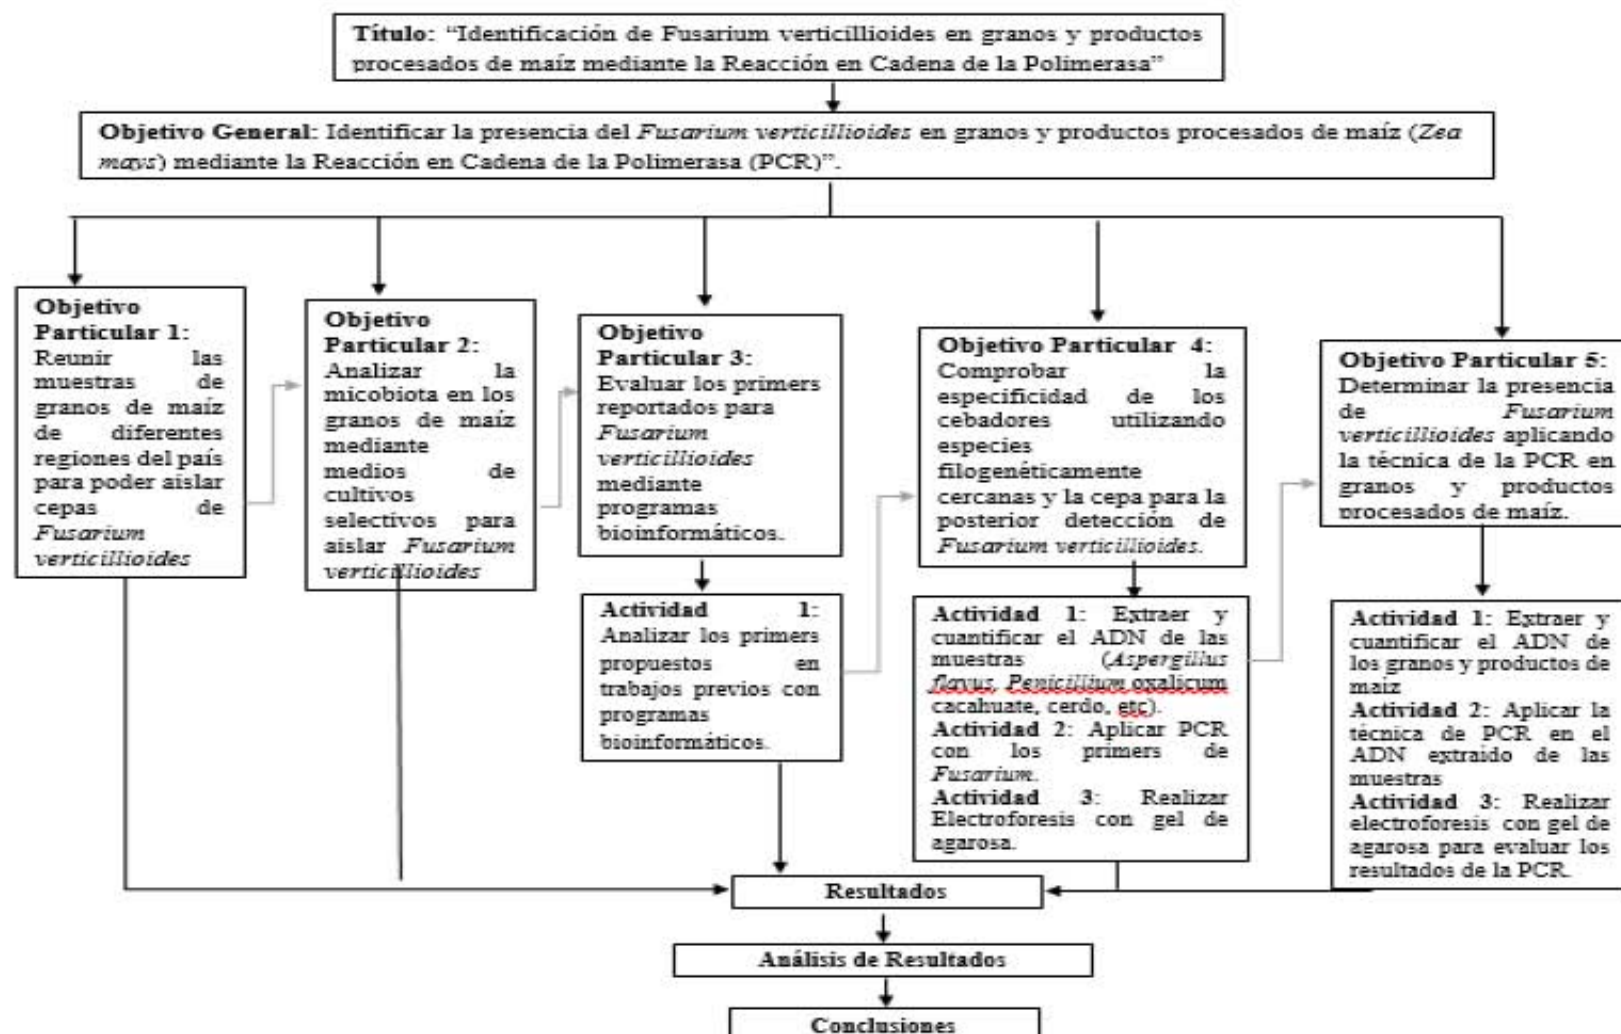 Título: “Identificación de Fusarium verticillioides en granos y productos
procesados de maíz mediante la Reacción en Cadena de la Polimerasa”
Objetivo General: Identificar la presencia del Fusarium verticillioides en granos y productos procesados de maíz (Zea
mays) mediante la Reacción en Cadena de la Polimerasa (PCR)”.
Objetivo
Particular 1:
Reunir las
muestras de
granos de maíz
de diferentes
regiones del país
para poder aislar
cepas de
Fusarium
verticillioides
Objetivo
Particular 2:
Analizar la
micobiota en los
granos de maíz
mediante
medios de
cultivos
selectivos para
aislar Fusarium
verticillioides
Objetivo
Particular 3:
Evaluar los primers
reportados para
Fusarium
verticillioides
mediante
programas
bioinformáticos.
Actividad 1:
Analizar los primers
propuestos en
trabajos previos con
programas
bioinformáticos.
Objetivo Particular 4:
Comprobar la
especificidad de los
cebadores utilizando
especies
filogenéticamente
cercanas y la cepa para la
posterior detección de
Fusarium verticillioides.
Actividad 1: Extraer y
cuantificar el ADN de las
muestras (Aspergillus
flavus, Penicillium oxalicum
cacahuate, cerdo, etc).
Actividad 2: Aplicar PCR
con los primers de
Fusarium.
Actividad 3: Realizar
Electroforesis con gel de
agarosa.
Objetivo Particular 5:
Determinar la presencia
de Fusarium
verticillioides aplicando
la técnica de la PCR en
granos y productos
procesados de maíz.
Actividad 1: Extraer y
cuantificar el ADN de
los granos y productos de
maíz
Actividad 2: Aplicar la
técnica de PCR en el
ADN extraido de las
muestras
Actividad 3: Realizar
electroforesis con gel de
agarosa para evaluar los
resultados de la PCR.
Resultados
Análisis de Resultados
Conclusiones